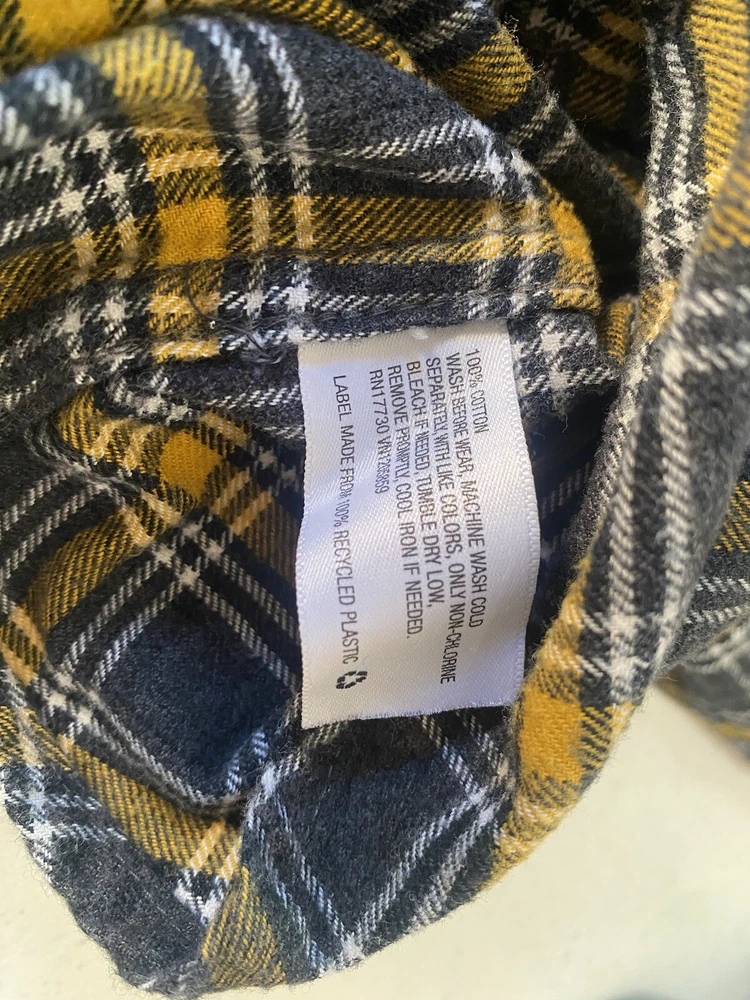 100% COTTON
WASH BEFORE WEAR, MACHINE WASH COLD
SEPARATELY, WITH LIKE COLORS, ONLY NON-CHLORINE
BLEACH IF NEEDED, TUMBLE DRY LOW,
REMOVE PROMPTLY, COOL IRON IF NEEDED.
RN17730
LABEL MADE FROM 100% RECYCLED PLASTIC